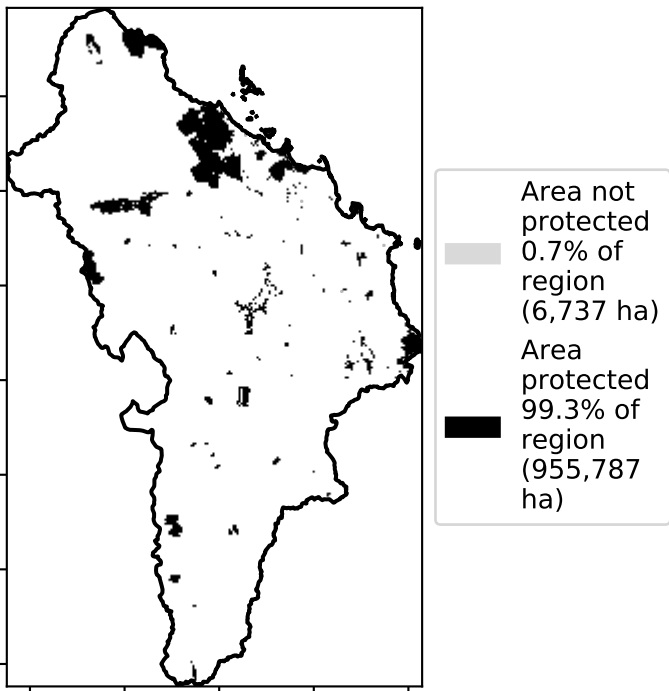 Area not
protected
0.7% of
region
(6,737 ha)
Area
protected
99.3% of
region
(955,787
ha)